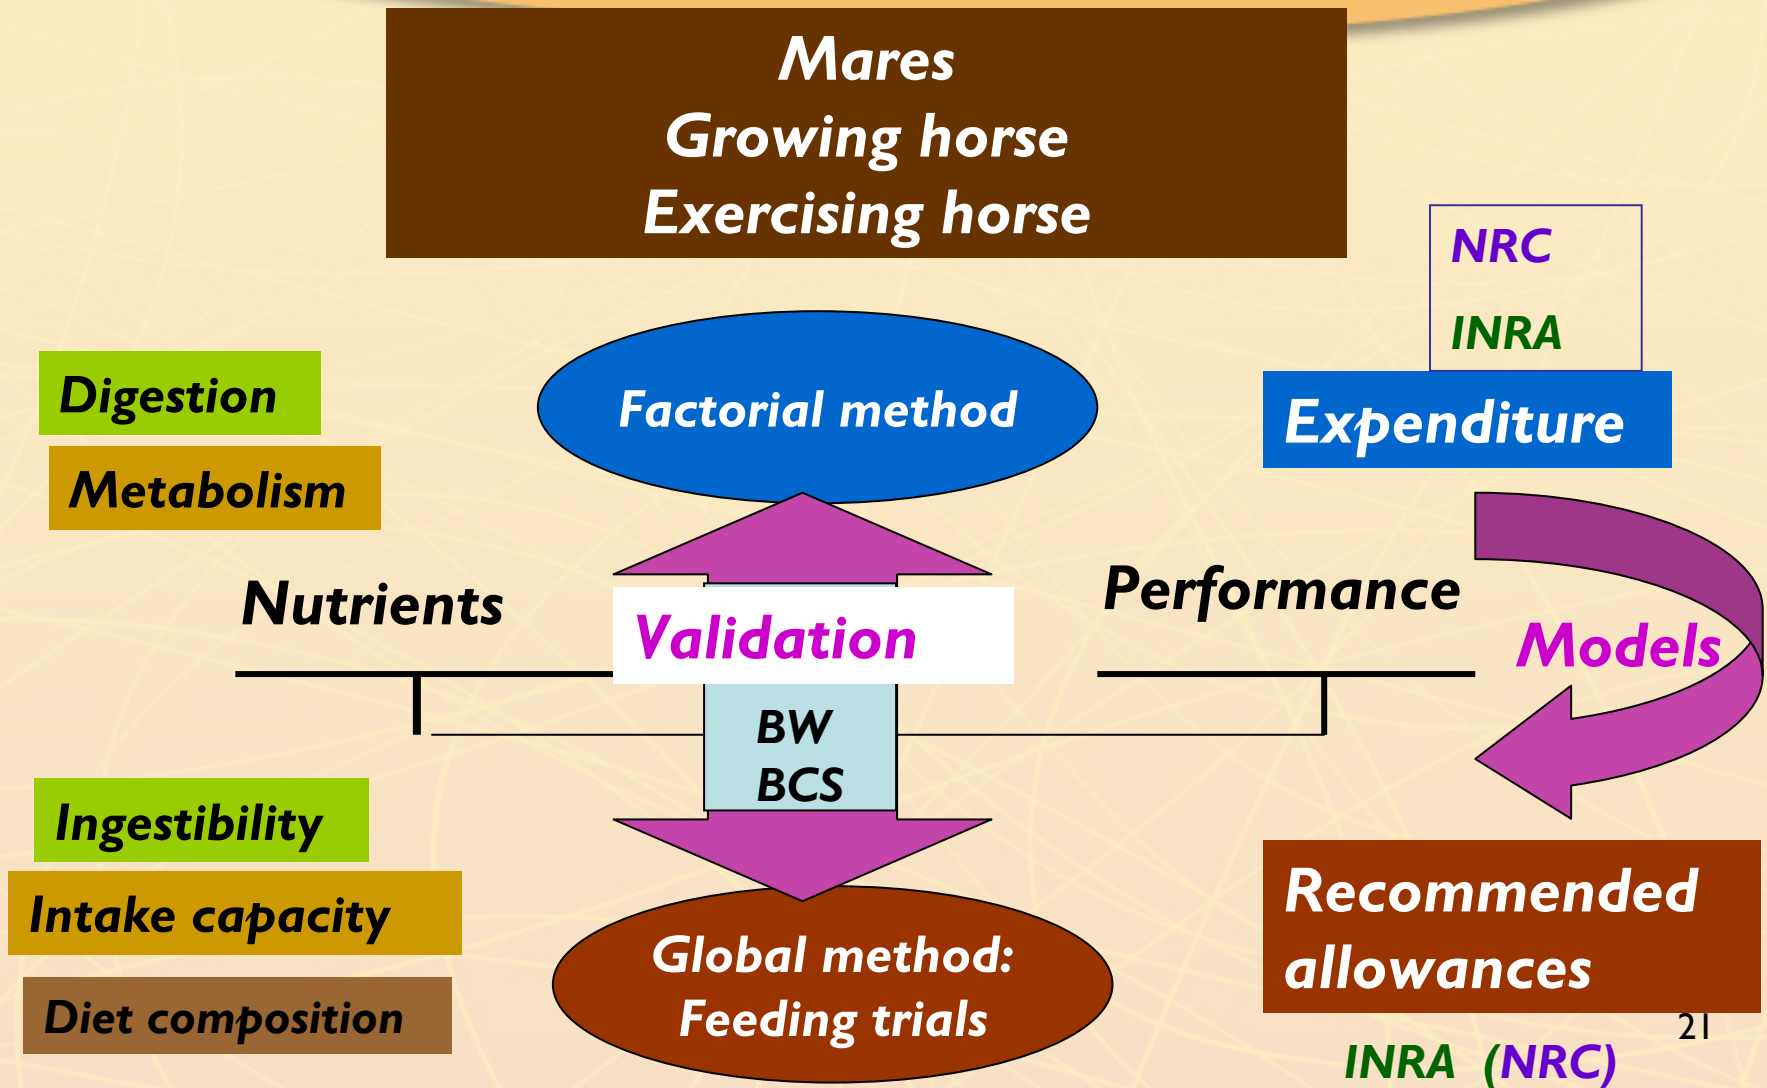 Mares
Growing horse
Exercising horse
NRC
INRA
Digestion
Factorial method
Expenditure
Metabolism
Nutrients
Validation
Performance
Models
BW
BCS
Ingestibility
Intake capacity
Diet composition
Global method:
Feeding trials
Recommended
allowances
21
INRA (NRC)